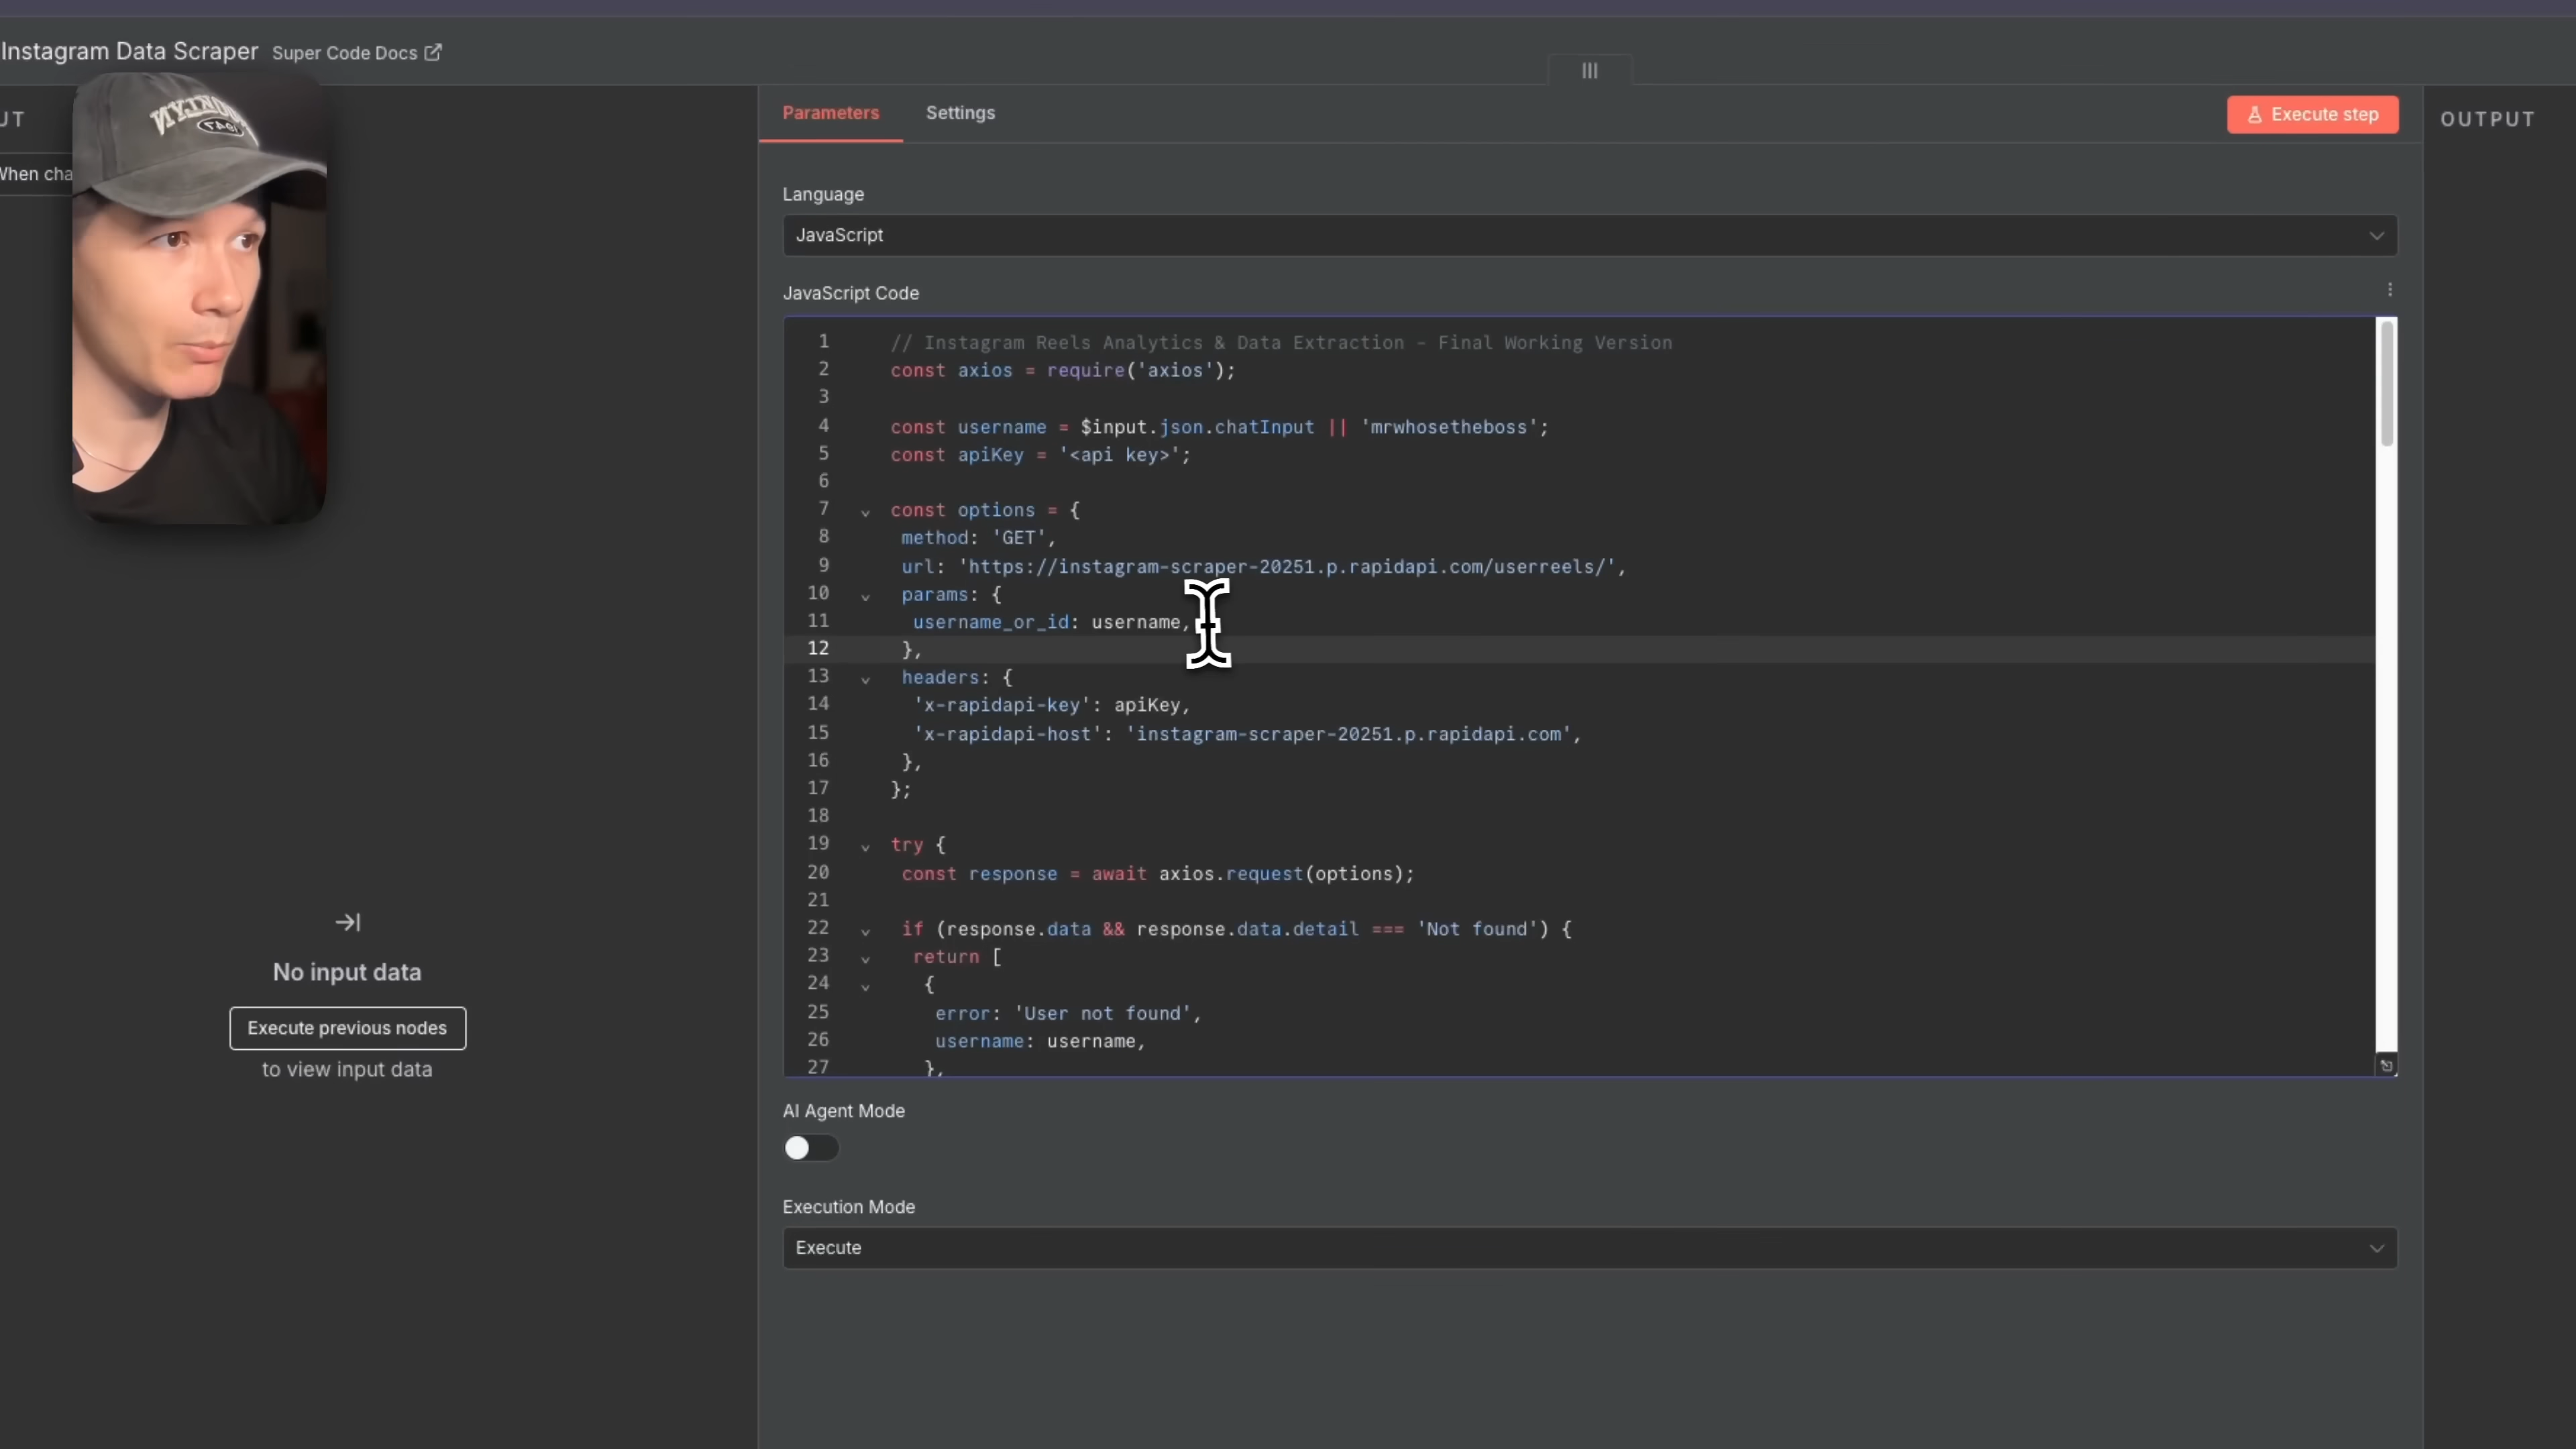 Instagram Data Scraper Super Code Docs
UT
When cha
Parameters Settings
Execute step
OUTPUT
Language
JavaScript
JavaScript Code
1 // Instagram Reels Analytics & Data Extraction - Final Working Version
2 const axios = require('axios');
3
4 const username = $input.json.chatInput || 'mrwhosetheboss';
5 const apiKey = '<api key>';
6
7 const options = {
8 method: 'GET',
9 url: 'https://instagram-scraper-20251.p.rapidapi.com/userreels/',
10 params: {
11 username_or_id: username,
12 },
13 headers: {
14 'x-rapidapi-key': apiKey,
15 'x-rapidapi-host': 'instagram-scraper-20251.p.rapidapi.com',
16 },
17 };
18
19 try {
20 const response = await axios.request(options);
21
22 if (response.data && response.data.detail === 'Not found') {
23 return [
24 {
25 error: 'User not found',
26 username: username,
27 },
No input data
Execute previous nodes
to view input data
AI Agent Mode
Execution Mode
Execute